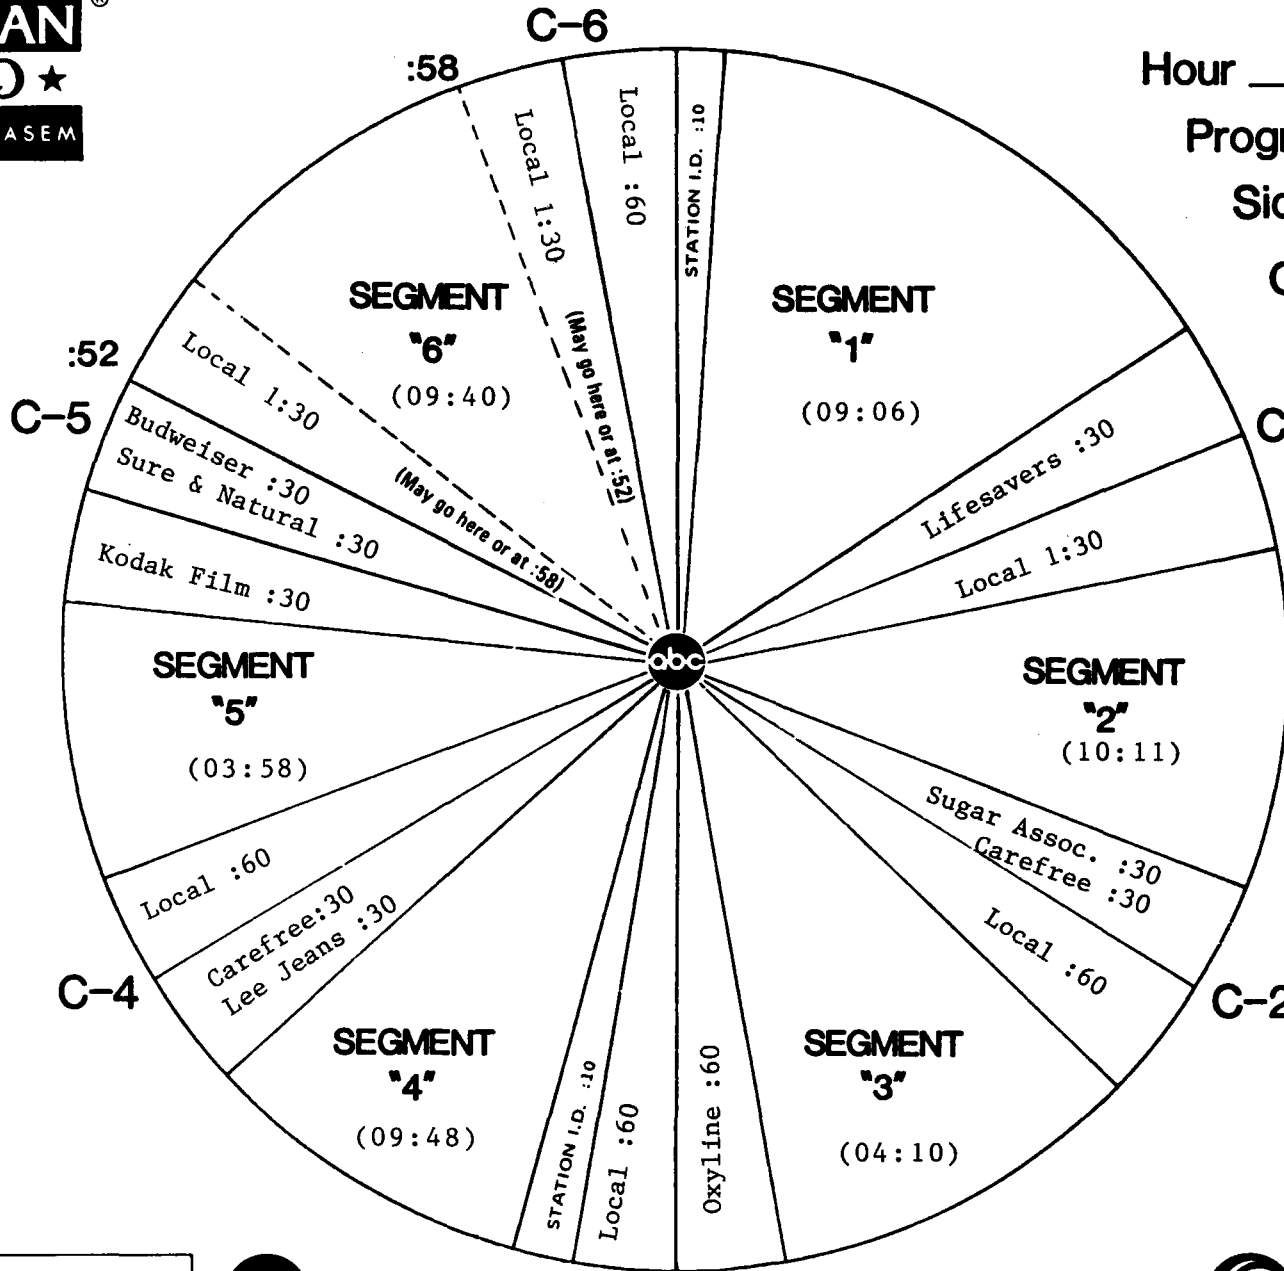 AN
®
ASEM
C-6
:58
Hour
STATION I.D. :10
SEGMENT
"1"
(09:06)
Lifesavers :30
Local 1:30
SEGMENT
"2"
(10:11)
Sugar Assoc. :30
Carefree :30
C-2
Local :60
SEGMENT
"3"
(04:10)
Oxyline :60
Local :60
STATION I.D. :10
SEGMENT
"4"
(09:48)
Carefree:30
Lee Jeans :30
C-4
Local :60
SEGMENT
"5"
(03:58)
Kodak Film :30
Budweiser :30
Sure & Natural :30
C-5
:52
Local 1:30
(May go here or at :58)
SEGMENT
"6"
(09:40)
Local 1:30
(May go here or at :52)
Local :60
abc